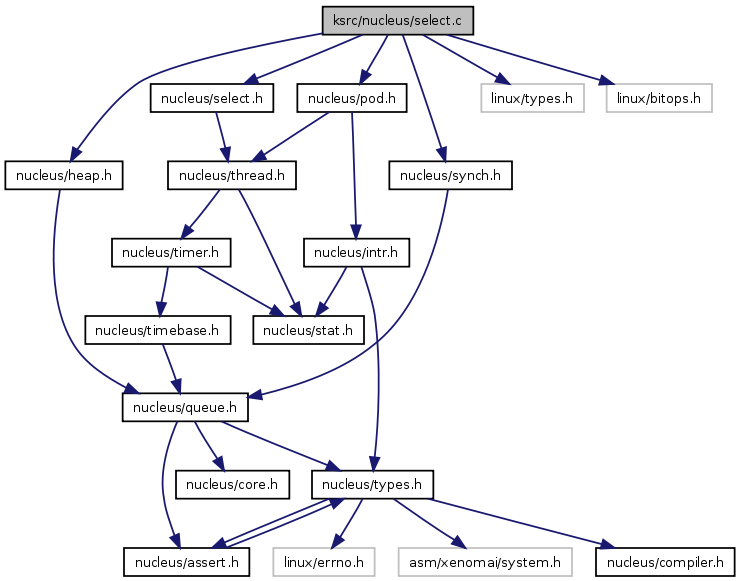 ksrc/nucleus/select.c
nucleus/select.h
nucleus/pod.h
linux/types.h
linux/bitops.h
nucleus/heap.h
nucleus/thread.h
nucleus/synch.h
nucleus/timer.h
nucleus/intr.h
nucleus/timebase.h
nucleus/stat.h
nucleus/queue.h
nucleus/core.h
nucleus/types.h
nucleus/assert.h
linux/errno.h
asm/xenomai/system.h
nucleus/compiler.h